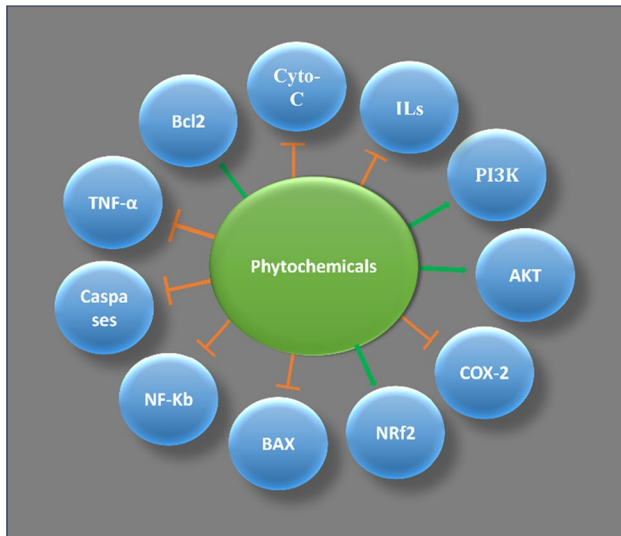 Cyto-
C
ILs
Bcl2
PI3K
TNF-α
Phytochemicals
AKT
Caspa
ses
COX-2
NF-Kb
NRf2
BAX